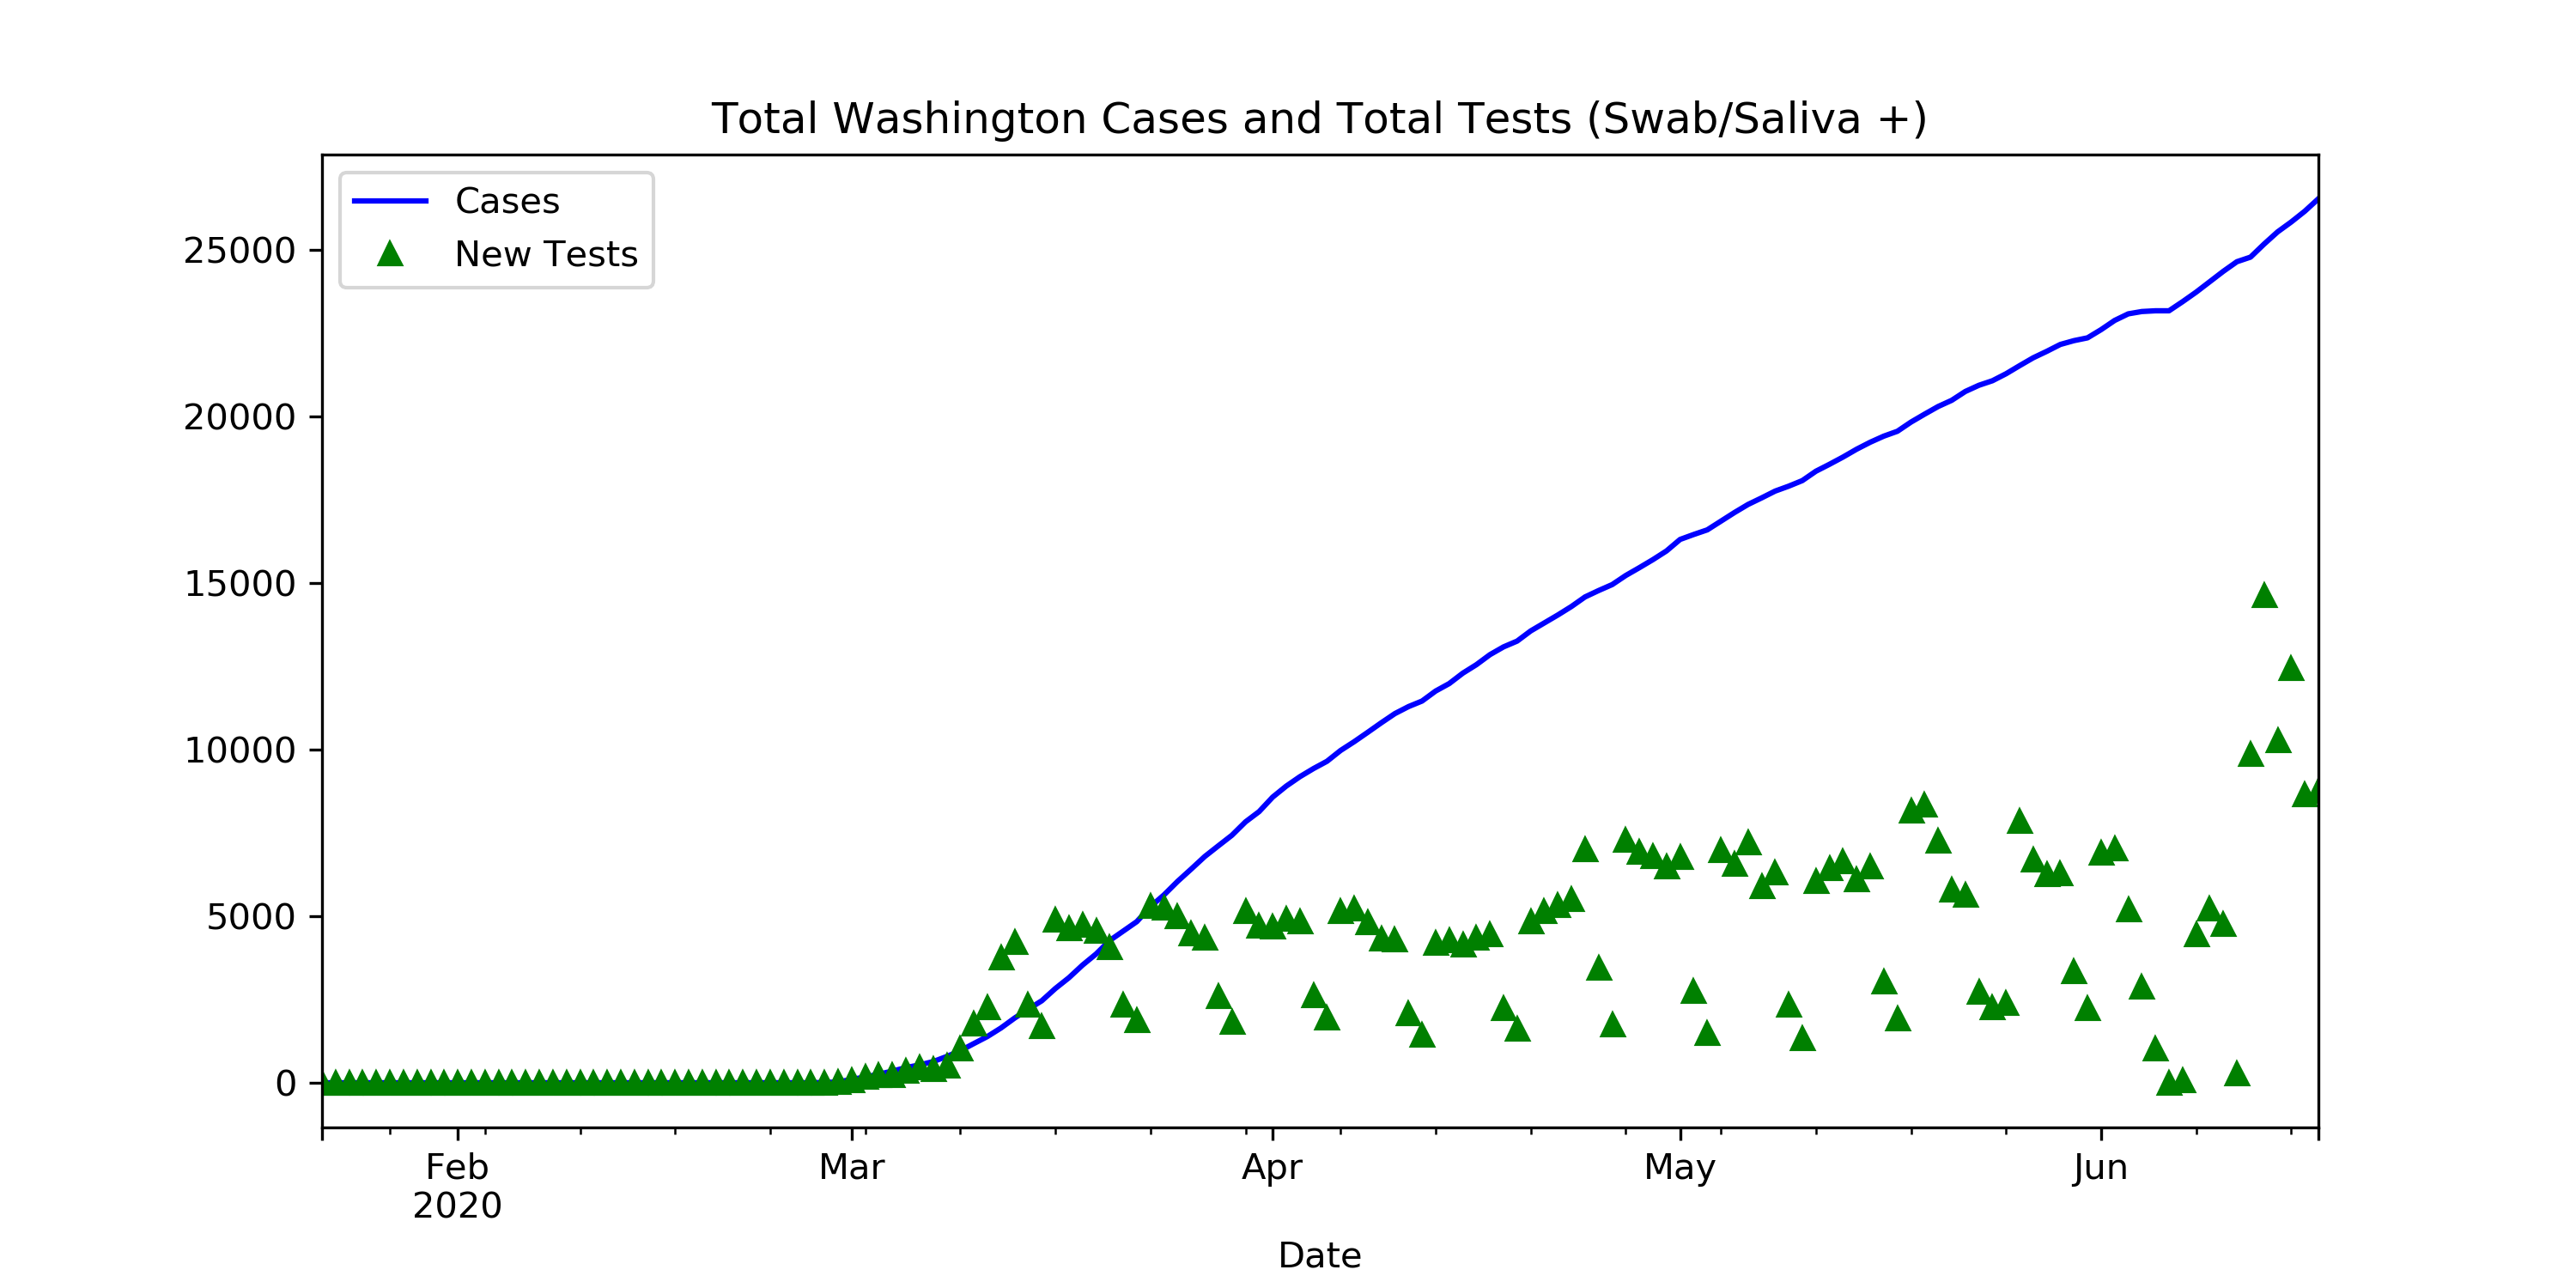 Total Washington Cases and Total Tests (Swab/Saliva +)
Cases
New Tests
25000
20000
15000
10000
5000
0
Feb Mar Apr May Jun
2020
Date